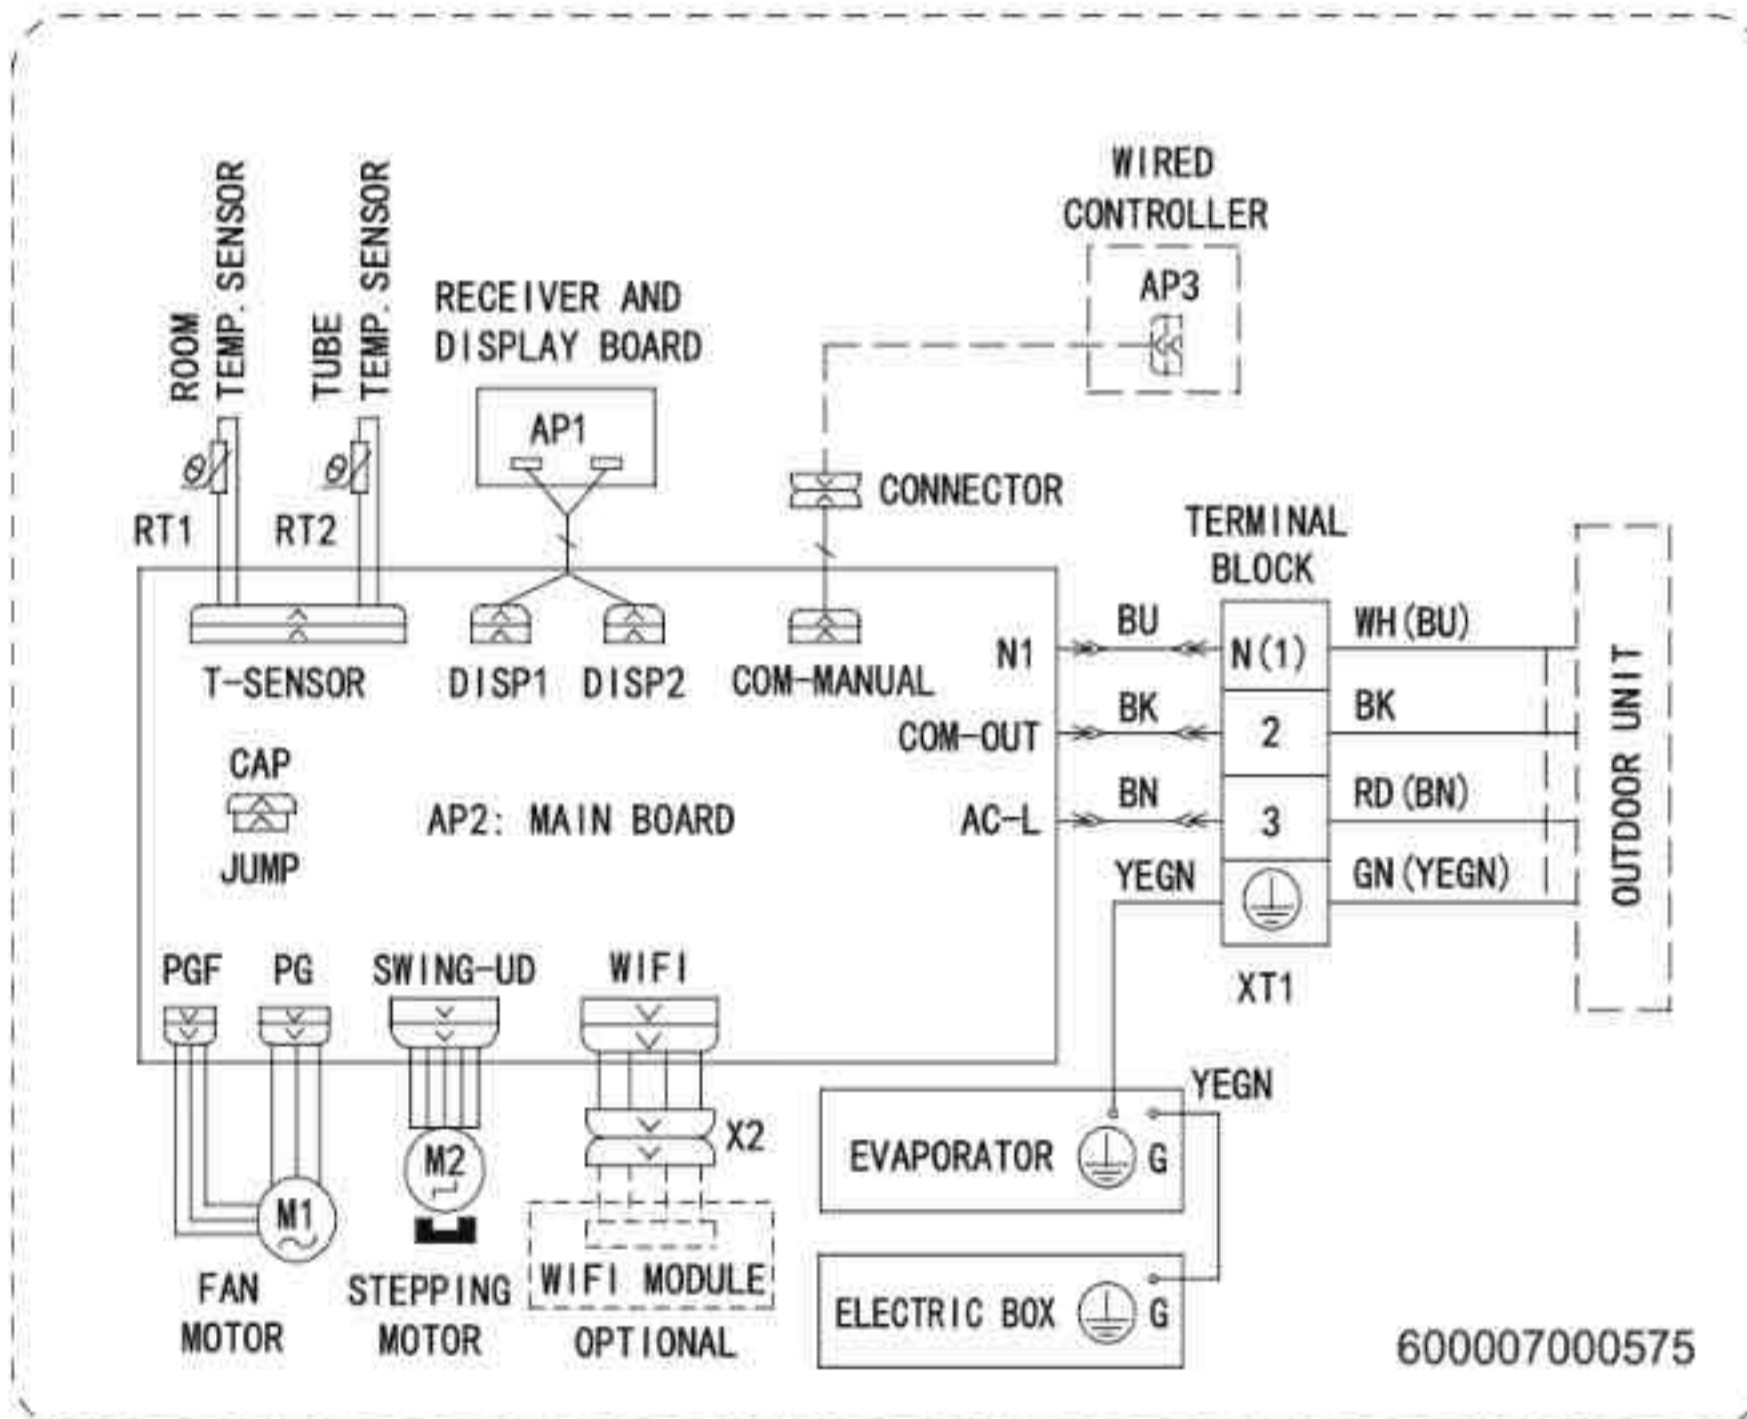 WIRED
CONTROLLER
AP3
ROOM
TEMP. SENSOR
TUBE
TEMP. SENSOR
RECEIVER AND
DISPLAY BOARD
AP1
RT1
RT2
CONNECTOR
TERMINAL
BLOCK
T-SENSOR
DISP1
DISP2
COM-MANUAL
N1
BU
N(1)
WH(BU)
COM-OUT
BK
2
BK
AC-L
BN
3
RD(BN)
YEGN
GN(YEGN)
OUTDOOR UNIT
XT1
CAP
JUMP
AP2: MAIN BOARD
PGF
PG
SWING-UD
WIFI
X2
M1
M2
FAN
MOTOR
STEPPING
MOTOR
WIFI MODULE
OPTIONAL
YEGN
EVAPORATOR
G
ELECTRIC BOX
G
600007000575